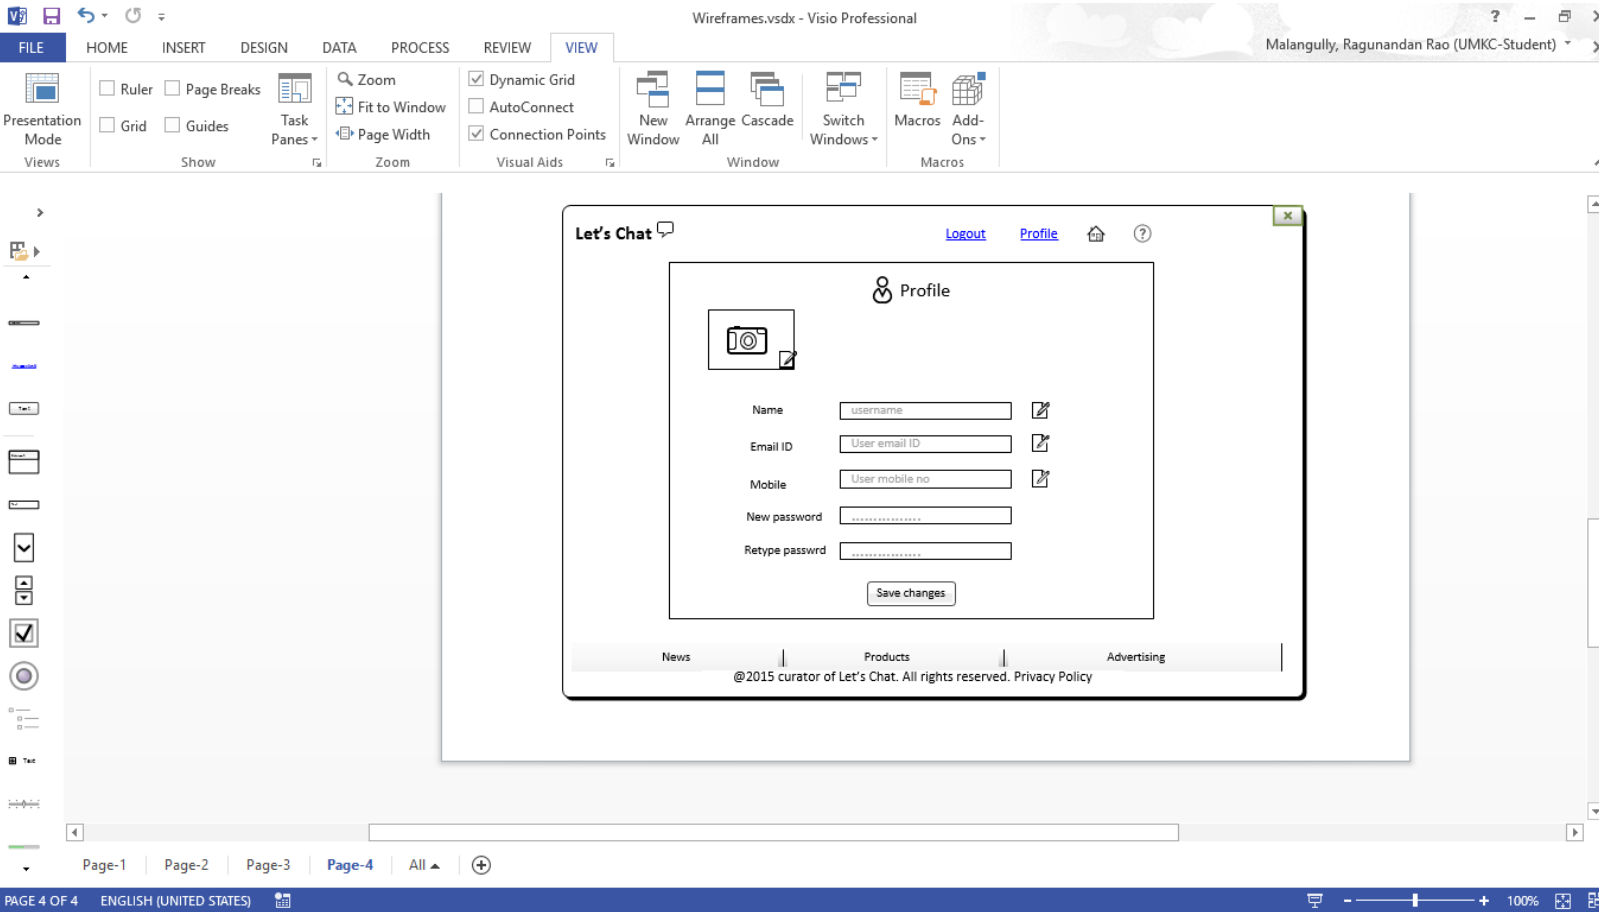 Wireframes.vsdx - Visio Professional
?
FILE HOME INSERT DESIGN DATA PROCESS REVIEW VIEW
Malangully, Ragunandan Rao (UMKC-Student)
Presentation Mode
Views
Ruler Page Breaks
Grid Guides
Task Panes
Show
Zoom
Fit to Window
Page Width
Zoom
Dynamic Grid
AutoConnect
Connection Points
Visual Aids
New Window
Arrange All
Cascade
Switch Windows
Window
Macros
Add-Ons
Macros
Let's Chat
Logout Profile ?
Profile
Name username
Email ID User email ID
Mobile User mobile no
New password ................
Retype passwrd ................
Save changes
News Products Advertising
@2015 curator of Let's Chat. All rights reserved. Privacy Policy
Text
Text
Page-1 Page-2 Page-3 Page-4 All
PAGE 4 OF 4 ENGLISH (UNITED STATES) 100%